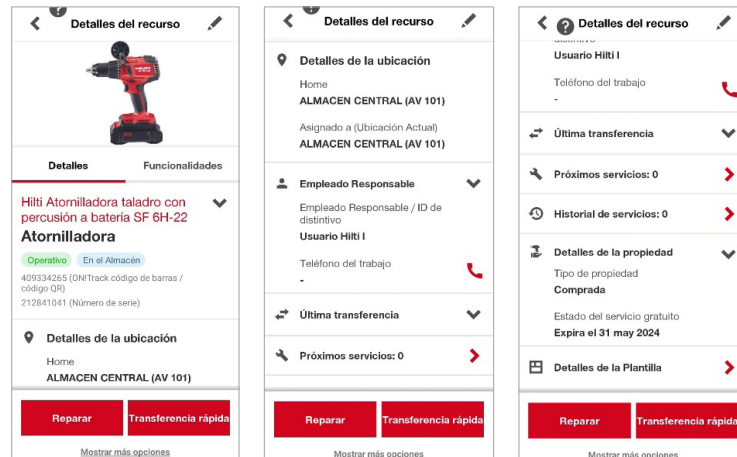 Detalles del recurso
Detalles
Funcionalidades
Hilti Atornilladora taladro con
percusión a batería SF 6H-22
Atornilladora
Operativo
En el Almacén
409334265 (ON!Track código de barras /
código QR)
212841041 (Número de serie)
Detalles de la ubicación
Home
ALMACEN CENTRAL (AV 101)
Reparar
Transferencia rápida
Mostrar más opciones
Detalles del recurso
Detalles de la ubicación
Home
ALMACEN CENTRAL (AV 101)
Asignado a (Ubicación Actual)
ALMACEN CENTRAL (AV 101)
Empleado Responsable
Empleado Responsable / ID de
distintivo
Usuario Hilti I
Teléfono del trabajo
-
Última transferencia
Próximos servicios: 0
Reparar
Transferencia rápida
Mostrar más opciones
Detalles del recurso
Usuario Hilti I
Teléfono del trabajo
-
Última transferencia
Próximos servicios: 0
Historial de servicios: 0
Detalles de la propiedad
Tipo de propiedad
Comprada
Estado del servicio gratuito
Expira el 31 may 2024
Detalles de la Plantilla
Reparar
Transferencia rápida
Mostrar más opciones